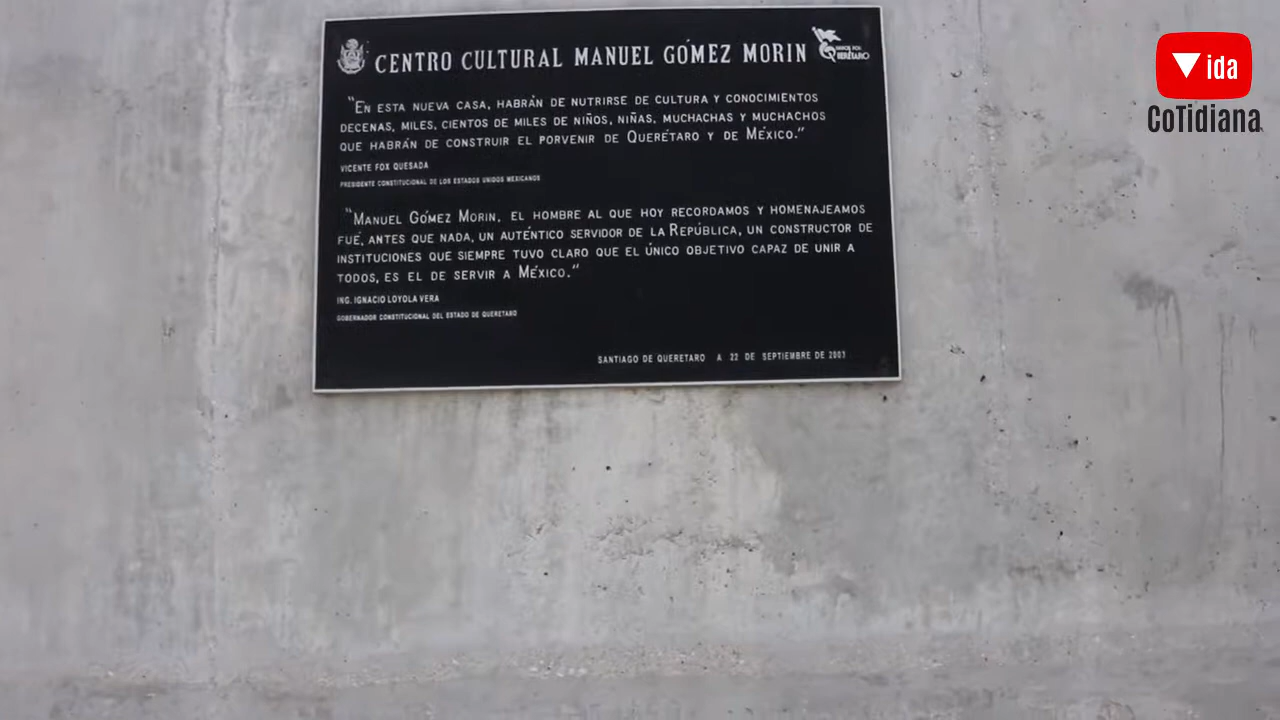 CENTRO CULTURAL MANUEL GÓMEZ MORIN
"EN ESTA NUEVA CASA, HABRÁN DE NUTRIRSE DE CULTURA Y CONOCIMIENTOS
DECENAS, MILES, CIENTOS DE MILES DE NIÑOS, NIÑAS, MUCHACHAS Y MUCHACHOS
QUE HABRÁN DE CONSTRUIR EL PORVENIR DE QUERÉTARO Y DE MÉXICO."
VICENTE FOX QUESADA
PRESIDENTE CONSTITUCIONAL DE LOS ESTADOS UNIDOS MEXICANOS
"MANUEL GÓMEZ MORIN, EL HOMBRE AL QUE HOY RECORDAMOS Y HOMENAJEAMOS
FUÉ, ANTES QUE NADA, UN AUTÉNTICO SERVIDOR DE LA REPÚBLICA, UN CONSTRUCTOR DE
INSTITUCIONES QUE SIEMPRE TUVO CLARO QUE EL ÚNICO OBJETIVO CAPAZ DE UNIR A
TODOS, ES EL DE SERVIR A MÉXICO."
ING. IGNACIO LOYOLA VERA
GOBERNADOR CONSTITUCIONAL DEL ESTADO DE QUERETARO
SANTIAGO DE QUERETARO A 22 DE SEPTIEMBRE DE 2003
ida
CoTidiana